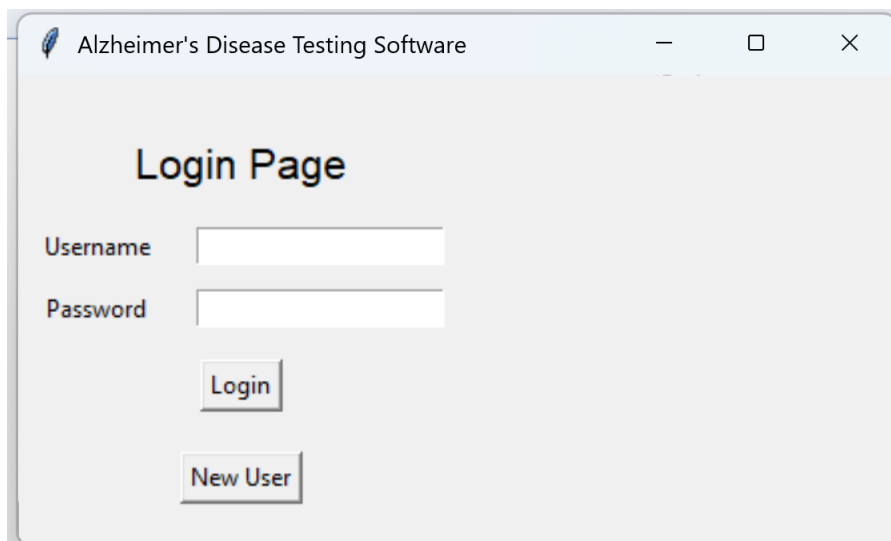 Alzheimer's Disease Testing Software
Login Page
Username
Password
Login
New User